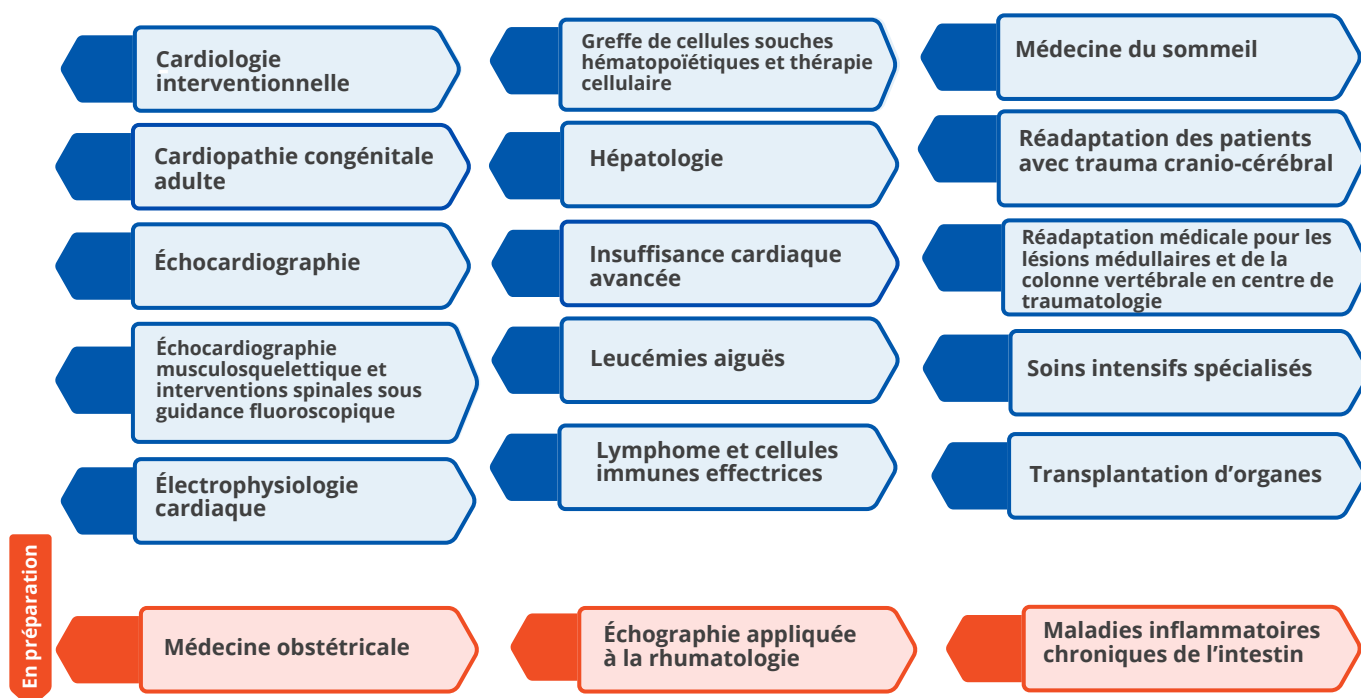 Cardiologie
interventionnelle
Cardiopathie congénitale
adulte
Échocardiographie
Échocardiographie
musculosquelettique et
interventions spinales sous
guidance fluoroscopique
Électrophysiologie
cardiaque
Greffe de cellules souches
hématopoïétiques et thérapie
cellulaire
Hépatologie
Insuffisance cardiaque
avancée
Leucémies aiguës
Lymphome et cellules
immunes effectrices
Médecine du sommeil
Réadaptation des patients
avec trauma cranio-cérébral
Réadaptation médicale pour les
lésions médullaires et de la
colonne vertébrale en centre de
traumatologie
Soins intensifs spécialisés
Transplantation d’organes
En préparation
Médecine obstétricale
Échographie appliquée
à la rhumatologie
Maladies inflammatoires
chroniques de l’intestin